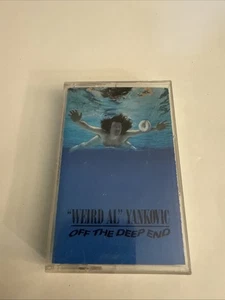 "WEIRD AL" YANKOVIC
OFF THE DEEP END